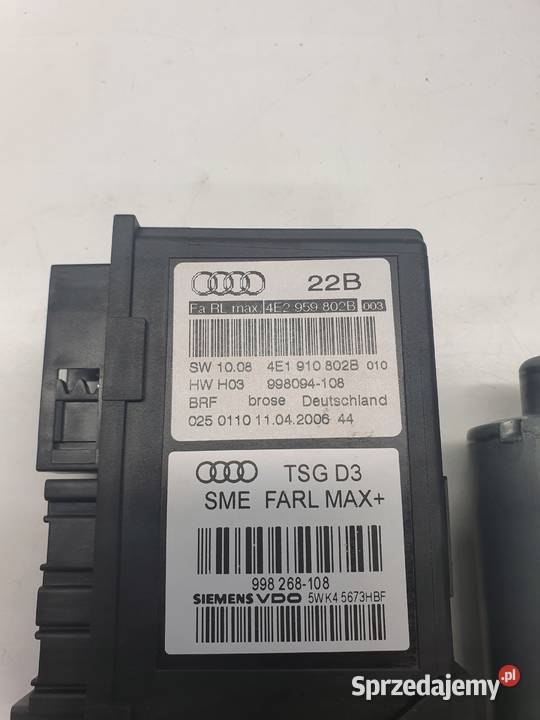 22B
Fa RL max. 4E2 959 802B 003
SW 10.08 4E1 910 802B 010
HW H03 998094-108
BRF brose Deutschland
025 0110 11.04.2006 44
TSG D3
SME FARL MAX+
998 268-108
SIEMENS VDO 5WK4 5673HBF
Sprzedajemy.pl